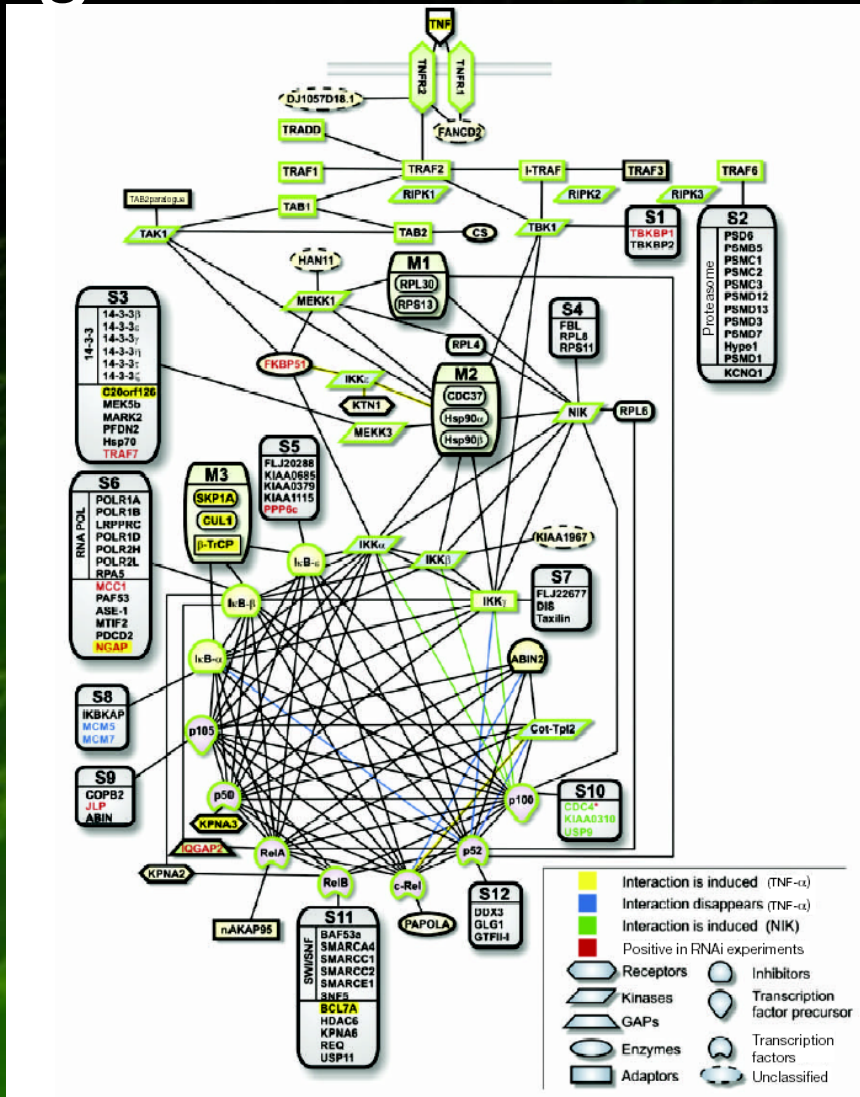 TNF
TNFR2
TNFR1
DJ1057D18.1
TRADD
FANCD2
TRAF1
TRAF2
I-TRAF
TRAF3
TRAF6
RIPK1
RIPK2
RIPK3
TAB2paralogue
TAB1
TAK1
TAB2
CS
TBK1
S1
TBKBP1
TBKBP2
S2
Proteasome
PSD6
PSMB5
PSMC1
PSMC2
PSMC3
PSMD12
PSMD13
PSMD3
PSMD7
Hype1
PSMD1
KCNQ1
HAN11
MEKK1
M1
RPL30
RPS13
S3
14-3-3
14-3-3β
14-3-3ε
14-3-3γ
14-3-3η
14-3-3τ
14-3-3ζ
C20orf126
MEK5b
MARK2
PFDN2
Hsp70
TRAF7
S4
FBL
RPL8
RPS11
RPL4
FKBP51
IKKε
KTN1
M2
CDC37
Hsp90α
Hsp90β
NIK
RPL6
MEKK3
S5
FLJ20288
KIAA0685
KIAA0379
KIAA1115
PPP6c
M3
SKP1A
CUL1
β-TrCP
S6
RNA POL
POLR1A
POLR1B
LRPPRC
POLR1D
POLR2H
POLR2L
RPA5
MCC1
PAF53
ASE-1
MTIF2
PDCD2
NGAP
IKKα
IKKβ
KIAA1967
IκB-ε
IκB-β
IKKγ
S7
FLJ22677
DIS
Taxilin
IκB-α
ABIN2
S8
IKBKAP
MCM5
MCM7
p105
Cot-Tpl2
S9
COPB2
JLP
ABIN
p50
p100
S10
CDC4*
KIAA0310
USP9
KPNA3
IQGAP2
RelA
p52
KPNA2
RelB
c-Rel
S12
DDX3
GLG1
GTFII-I
nAKAP95
PAPOLA
S11
SWI/SNF
BAF53a
SMARCA4
SMARCC1
SMARCC2
SMARCE1
SNF5
BCL7A
HDAC6
KPNA6
REQ
USP11
Interaction is induced (TNF-α)
Interaction disappears (TNF-α)
Interaction is induced (NIK)
Positive in RNAi experiments
Receptors
Inhibitors
Kinases
Transcription
factor precursor
GAPs
Enzymes
Transcription
factors
Adaptors
Unclassified